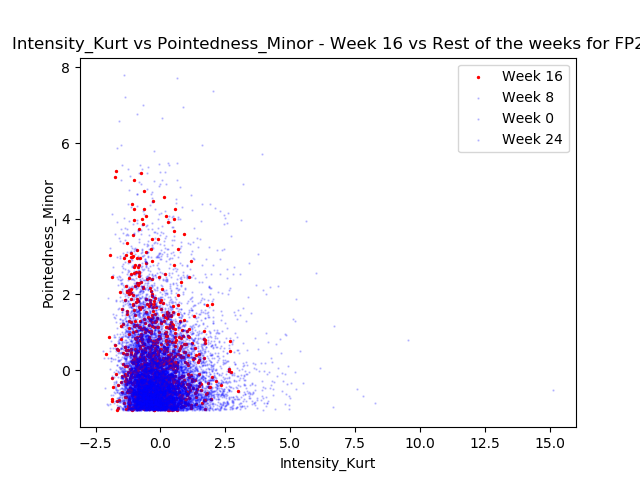 Intensity_Kurt vs Pointedness_Minor - Week 16 vs Rest of the weeks for FP2
Week 16
Week 8
Week 0
Week 24
8
6
4
2
0
Pointedness_Minor
−2.5 0.0 2.5 5.0 7.5 10.0 12.5 15.0
Intensity_Kurt